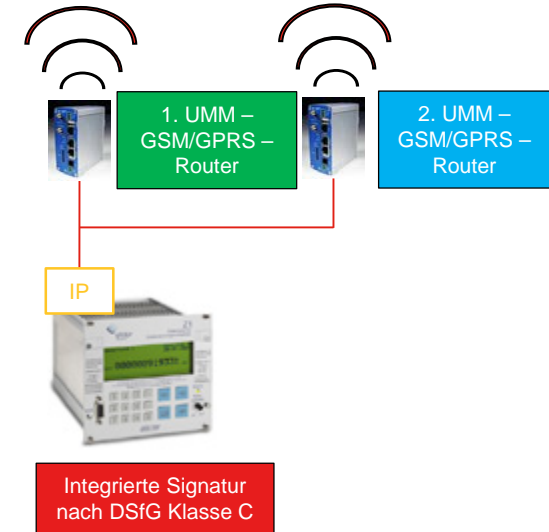 1. UMM –
GSM/GPRS –
Router
2. UMM –
GSM/GPRS –
Router
IP
Integrierte Signatur
nach DSfG Klasse C